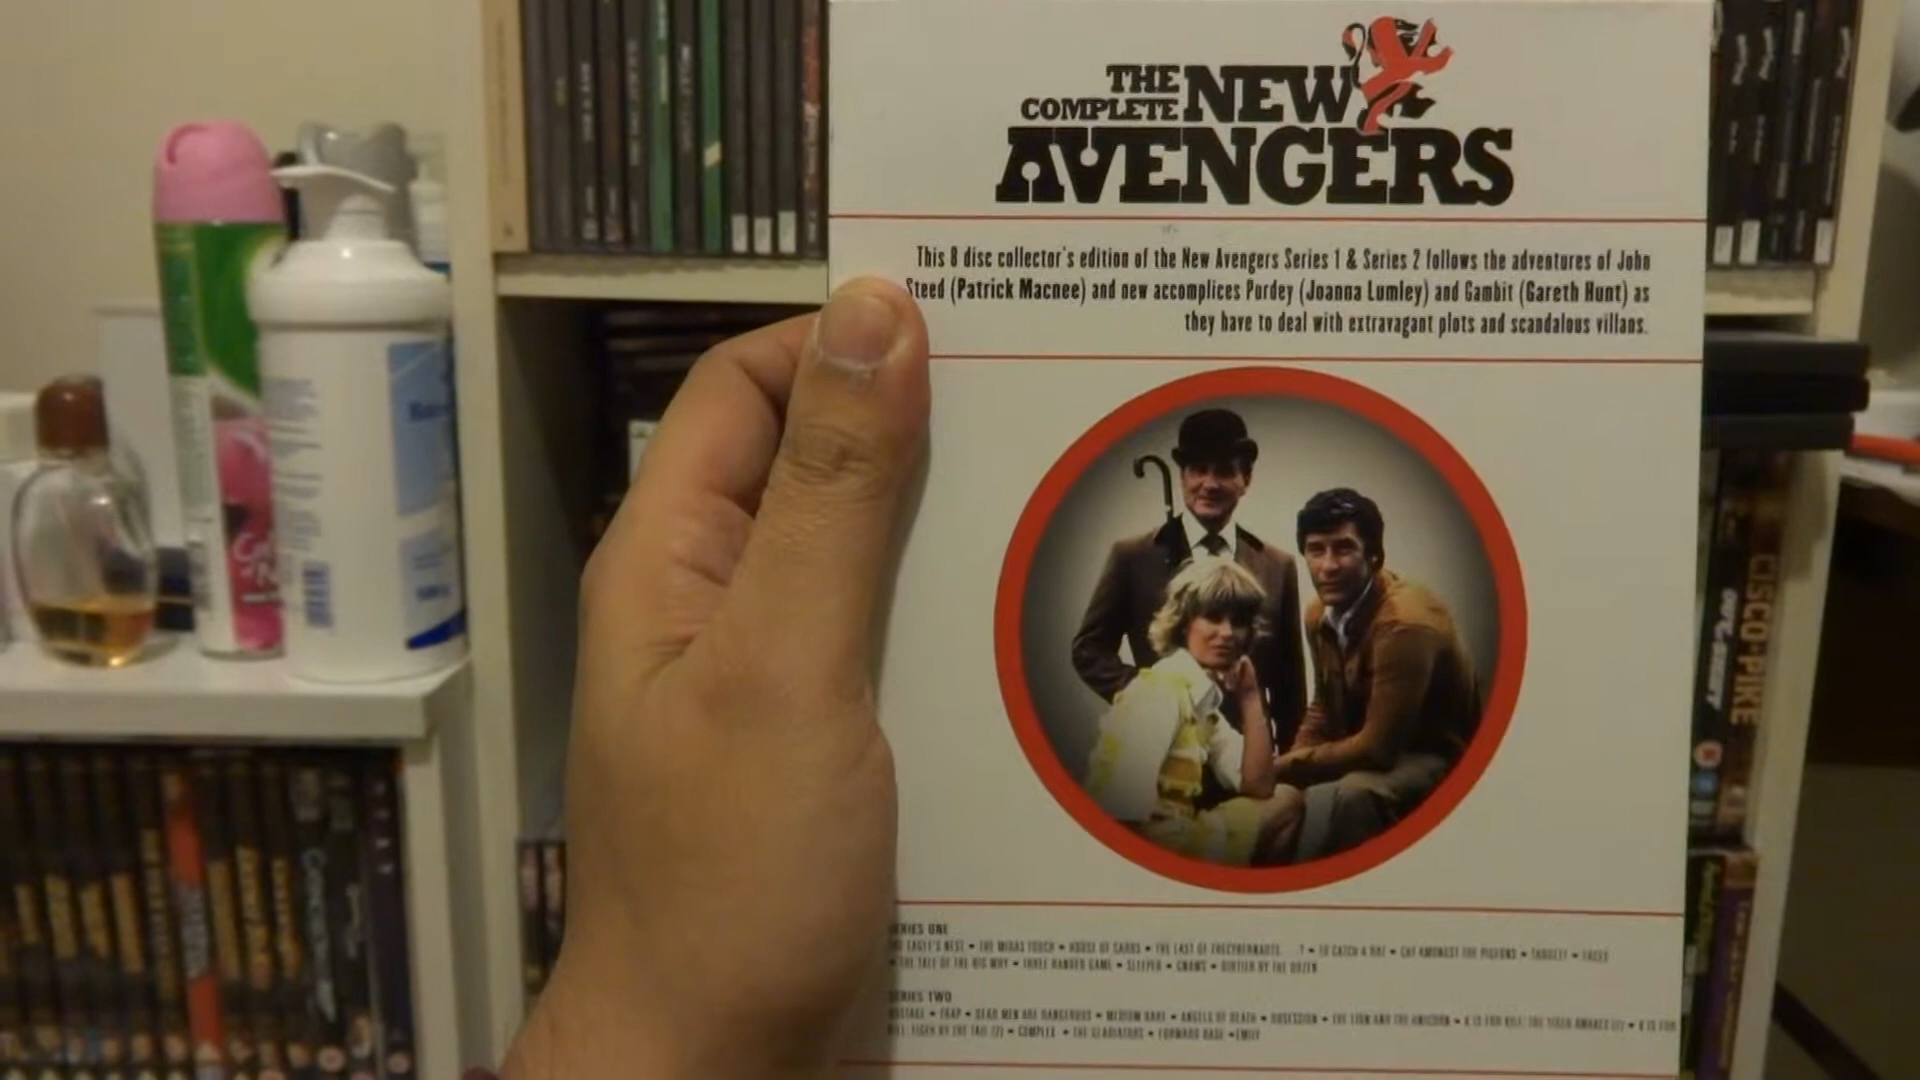 THE
COMPLETE NEW
AVENGERS
This 8 disc collector's edition of the New Avengers Series 1 & Series 2 follows the adventures of John
Steed (Patrick Macnee) and new accomplices Purdey (Joanna Lumley) and Gambit (Gareth Hunt) as
they have to deal with extravagant plots and scandalous villans.
SERIES ONE
EAGLE'S NEST • THE MIDAS TOUCH • HOUSE OF CARDS • THE LAST OF THE CYBERNAUTS...? • TO CATCH A RAT • CAT AMONGST THE PIGEONS • TARGET! • FACES
• THE TALE OF THE BIG WHY • THREE HANDED GAME • SLEEPER • GNAWS • DIRTIER BY THE DOZEN
SERIES TWO
• TRAP • DEAD MEN ARE DANGEROUS • MEDIUM RARE • ANGELS OF DEATH • OBSESSION • THE LION AND THE UNICORN • K IS FOR KILL: THE TIGER AWAKES (1) • K IS FOR
KILL: TIGER BY THE TAIL (2) • COMPLEX • THE GLADIATORS • FORWARD BASE • EMILY
CISCO PIKE